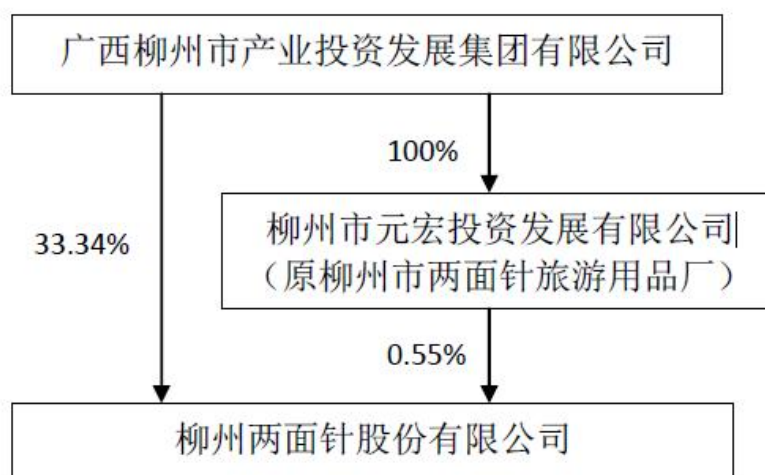 广西柳州市产业投资发展集团有限公司
100%
33.34%
柳州市元宏投资发展有限公司
（原柳州市两面针旅游用品厂）
0.55%
柳州两面针股份有限公司